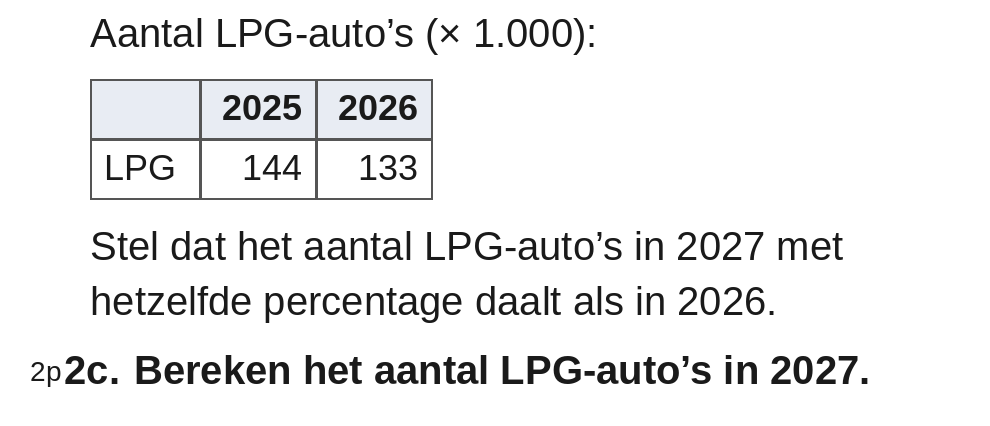 Aantal LPG-auto’s (× 1.000):
2025 2026
LPG 144 133
Stel dat het aantal LPG-auto’s in 2027 met
hetzelfde percentage daalt als in 2026.
2p 2c. Bereken het aantal LPG-auto’s in 2027.